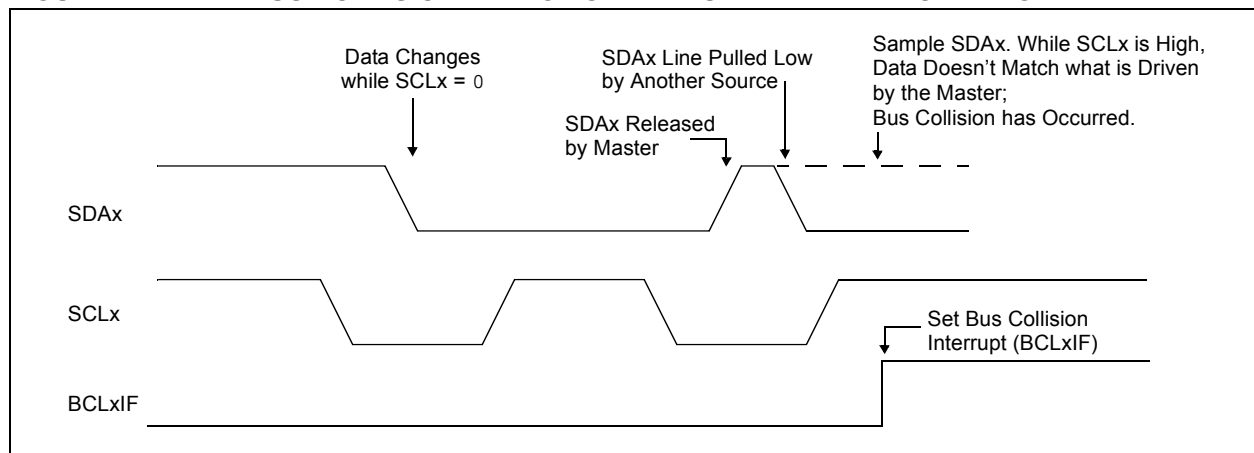 Data Changes
while SCLx = 0
SDAx Line Pulled Low
by Another Source
SDAx Released
by Master
Sample SDAx. While SCLx is High,
Data Doesn’t Match what is Driven
by the Master;
Bus Collision has Occurred.
SDAx
SCLx
Set Bus Collision
Interrupt (BCLxIF)
BCLxIF